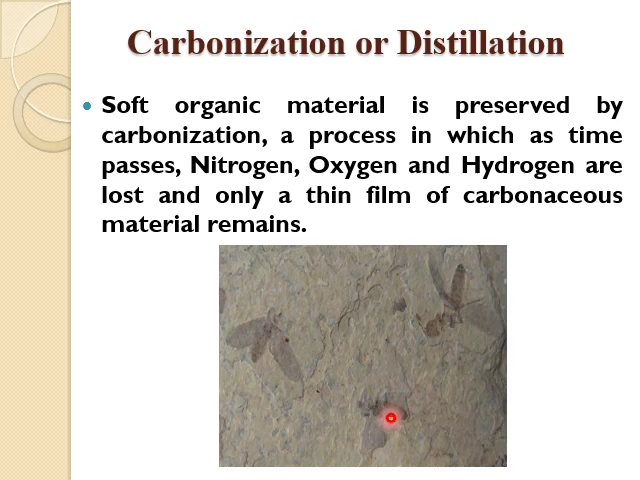 Carbonization or Distillation
Soft organic material is preserved by
carbonization, a process in which as time
passes, Nitrogen, Oxygen and Hydrogen are
lost and only a thin film of carbonaceous
material remains.